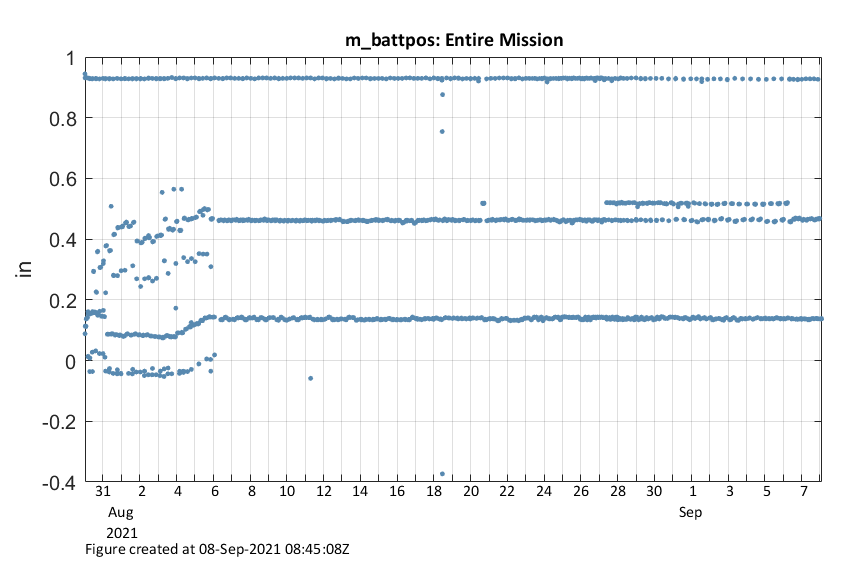 m_battpos: Entire Mission
1
0.8
0.6
0.4
0.2
0
-0.2
-0.4
in
31 2 4 6 8 10 12 14 16 18 20 22 24 26 28 30 1 3 5 7
Aug Sep
2021
Figure created at 08-Sep-2021 08:45:08Z